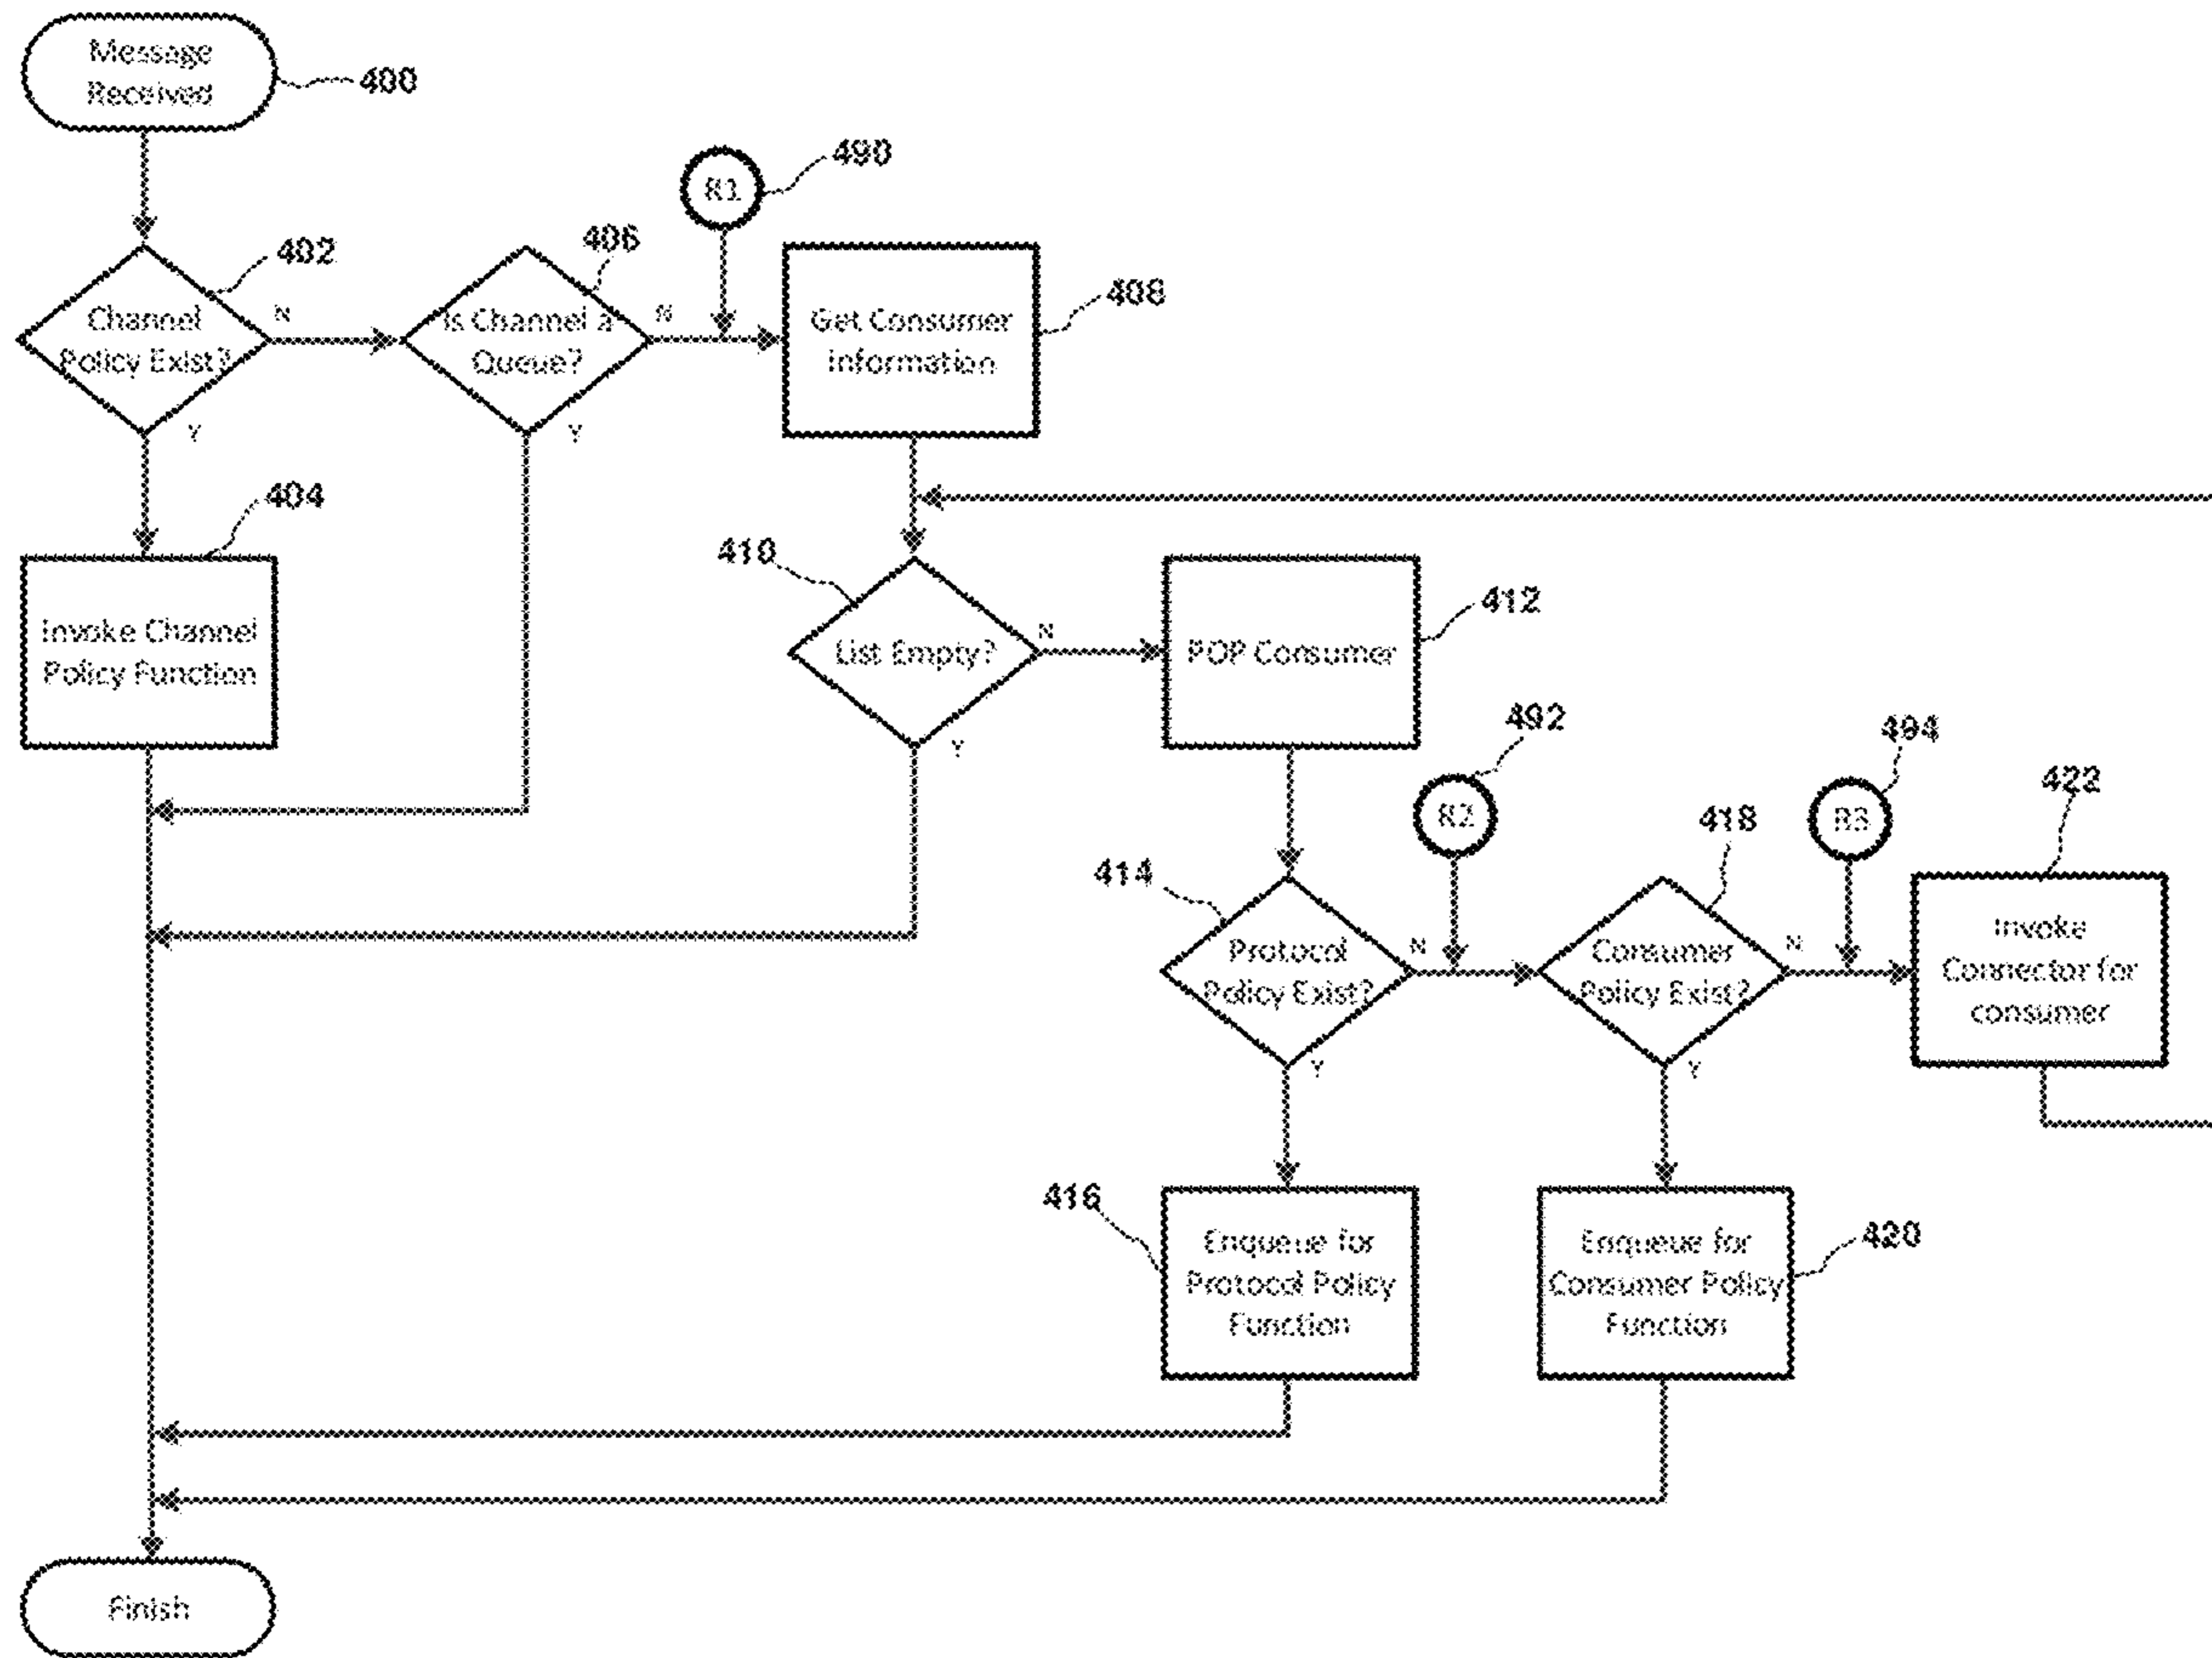 Message
Received
400
490
R1
402
406
Channel
Policy Exist?
N
Y
Is Channel a
Queue?
N
Y
Get Consumer
Information
408
404
Invoke Channel
Policy Function
410
List Empty?
N
Y
POP Consumer
412
492
R2
494
R3
422
414
418
Protocol
Policy Exist?
N
Y
Consumer
Policy Exist?
N
Y
Invoke
Connector for
consumer
416
Enqueue for
Protocol Policy
Function
Enqueue for
Consumer Policy
Function
420
Finish